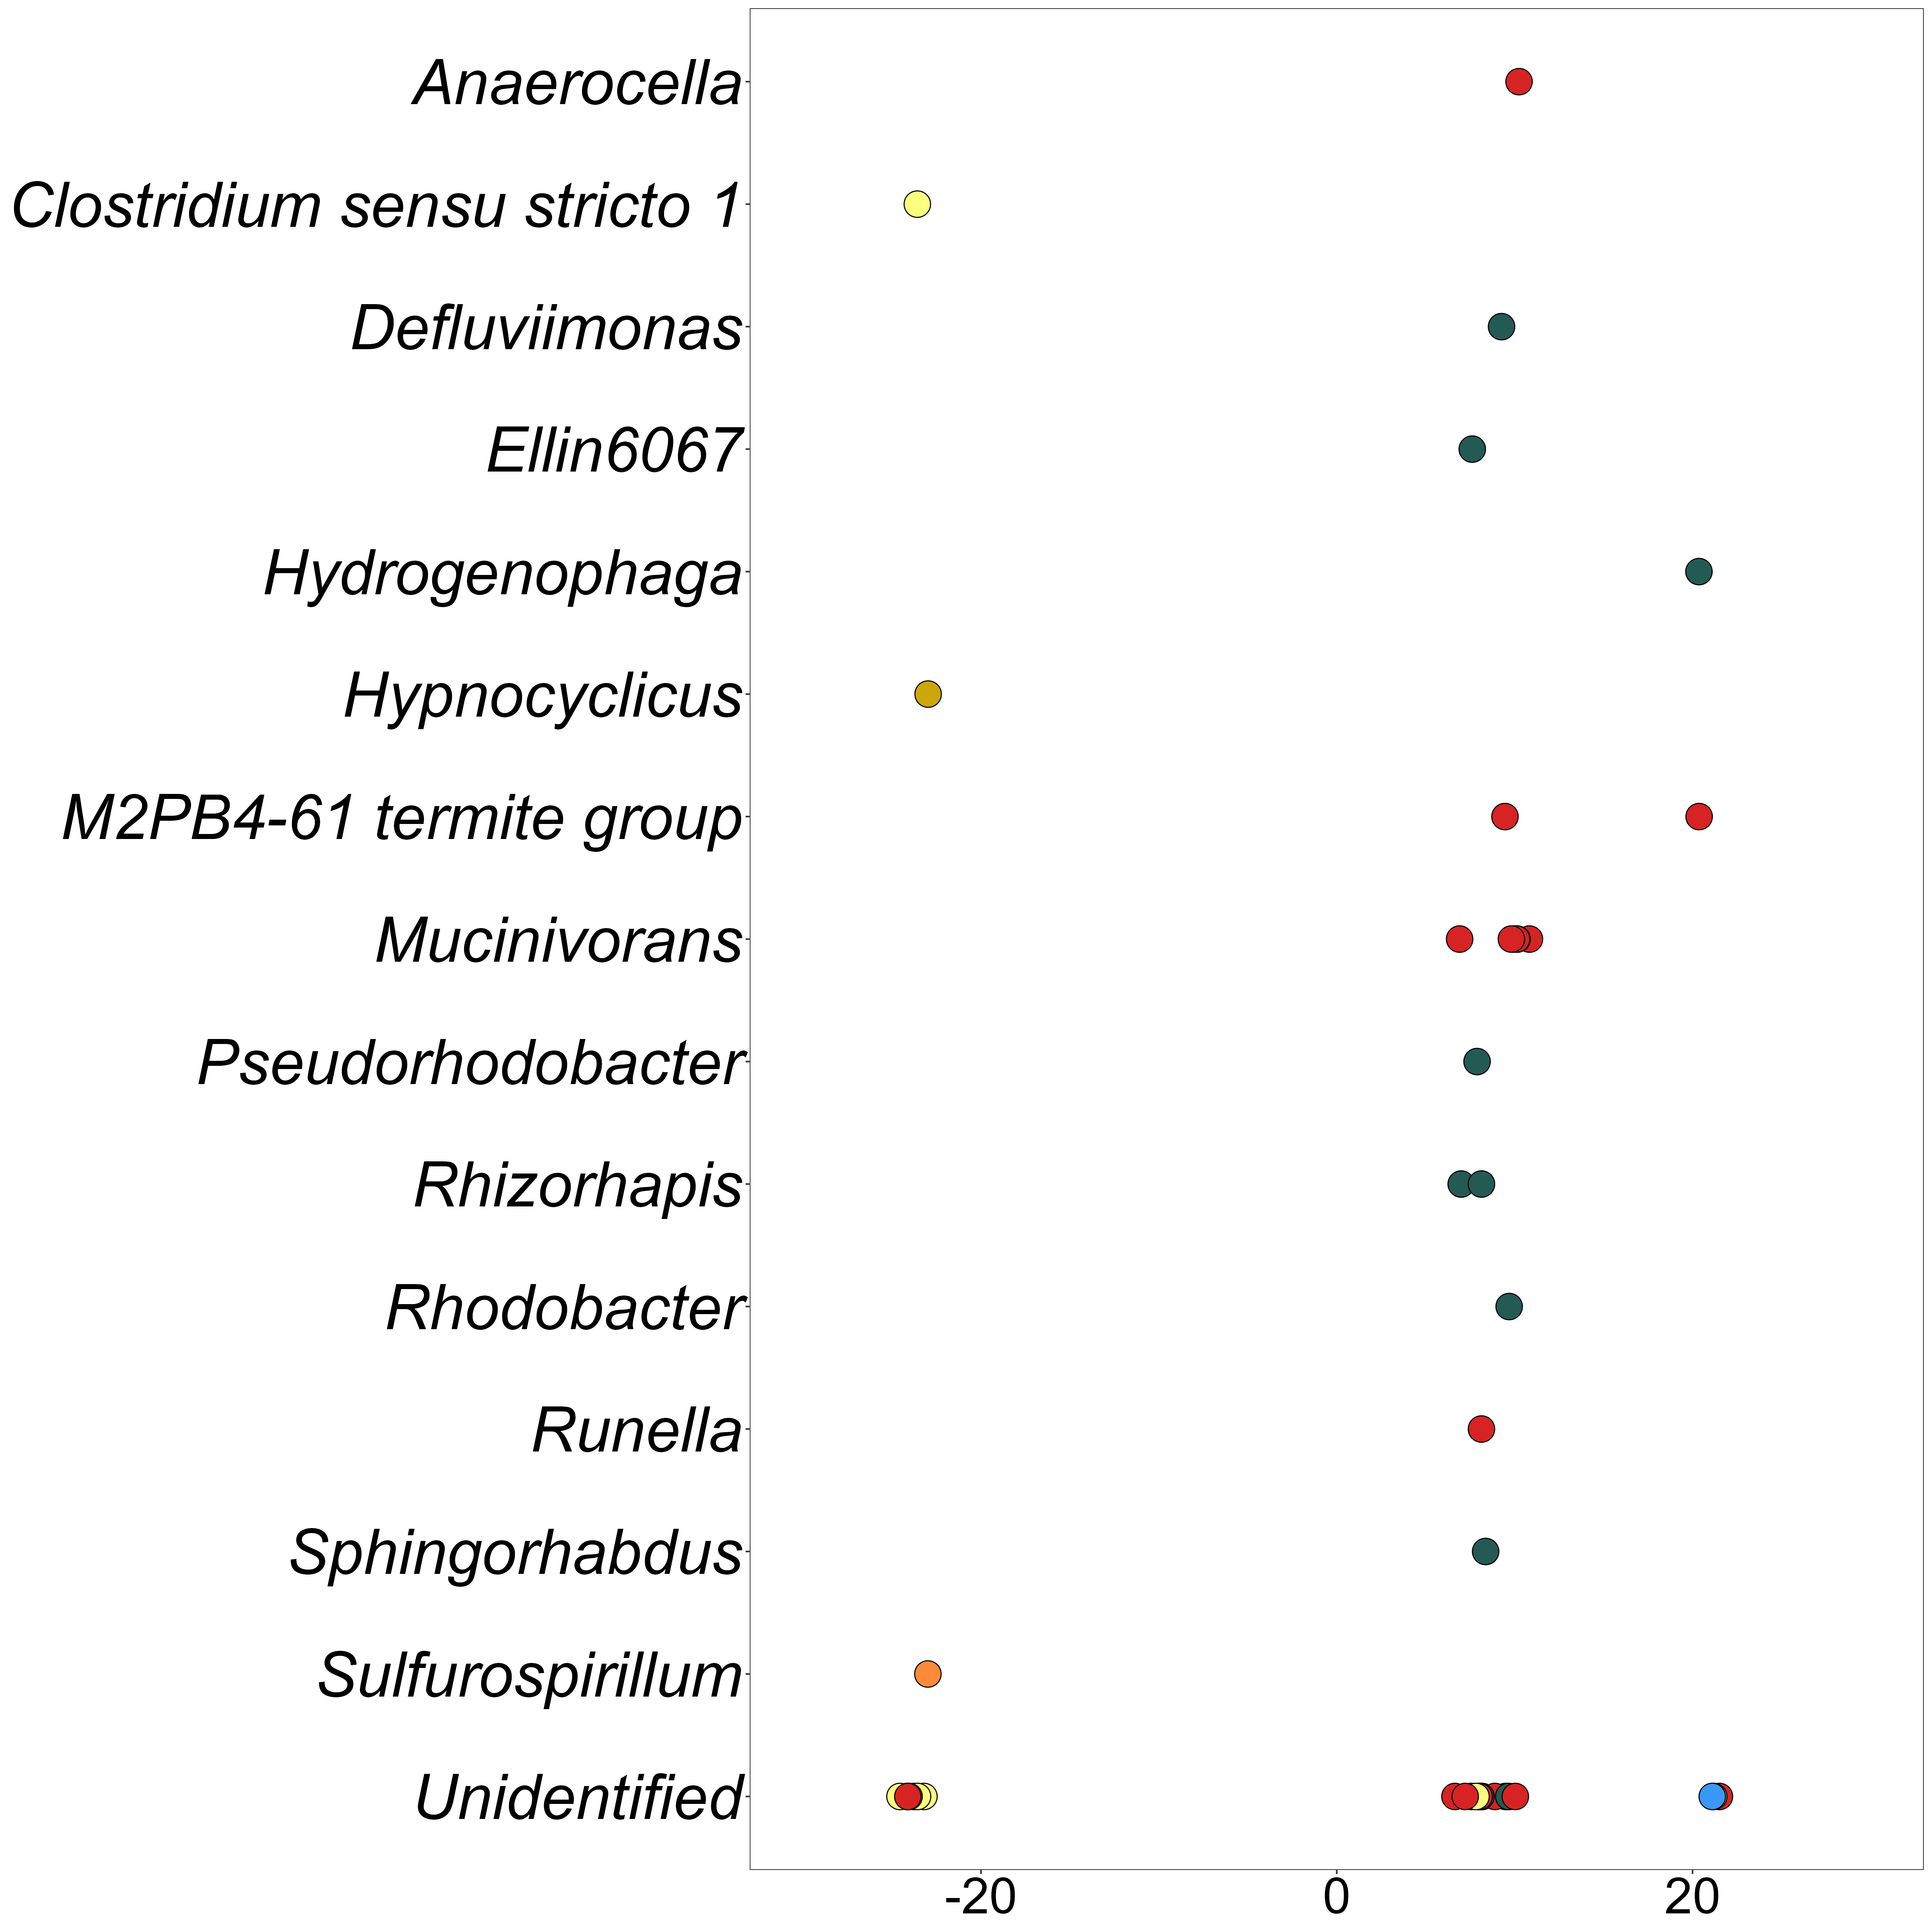 Anaerocella
Clostridium sensu stricto 1
Defluviimonas
Ellin6067
Hydrogenophaga
Hypnocyclicus
M2PB4-61 termite group
Mucinivorans
Pseudorhodobacter
Rhizorhapis
Rhodobacter
Runella
Sphingorhabdus
Sulfurospirillum
Unidentified
-20 0 20